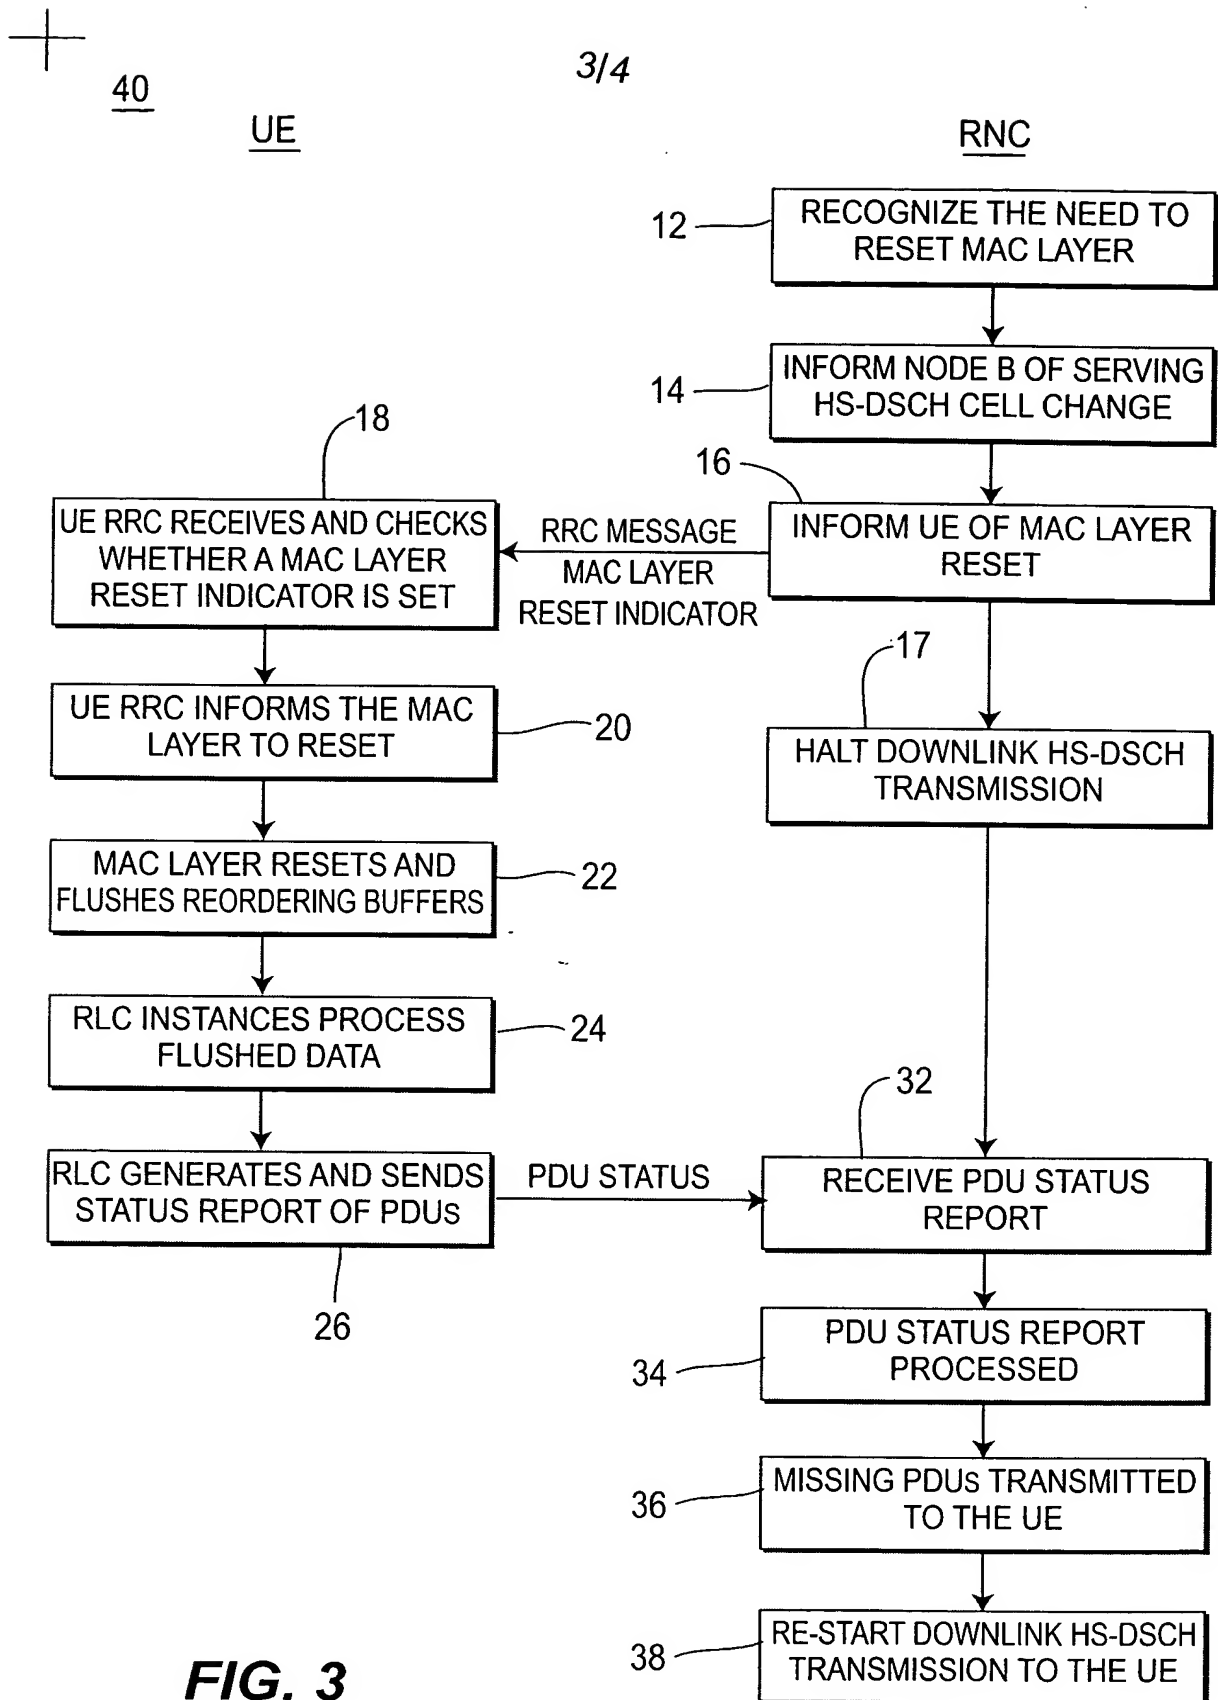 3/4
40
UE
RNC
12
RECOGNIZE THE NEED TO
RESET MAC LAYER
14
INFORM NODE B OF SERVING
HS-DSCH CELL CHANGE
18
16
UE RRC RECEIVES AND CHECKS
WHETHER A MAC LAYER
RESET INDICATOR IS SET
RRC MESSAGE
MAC LAYER
RESET INDICATOR
INFORM UE OF MAC LAYER
RESET
17
UE RRC INFORMS THE MAC
LAYER TO RESET
20
HALT DOWNLINK HS-DSCH
TRANSMISSION
MAC LAYER RESETS AND
FLUSHES REORDERING BUFFERS
22
RLC INSTANCES PROCESS
FLUSHED DATA
24
32
RLC GENERATES AND SENDS
STATUS REPORT OF PDUs
PDU STATUS
RECEIVE PDU STATUS
REPORT
26
PDU STATUS REPORT
PROCESSED
34
MISSING PDUs TRANSMITTED
TO THE UE
36
RE-START DOWNLINK HS-DSCH
TRANSMISSION TO THE UE
38
FIG. 3